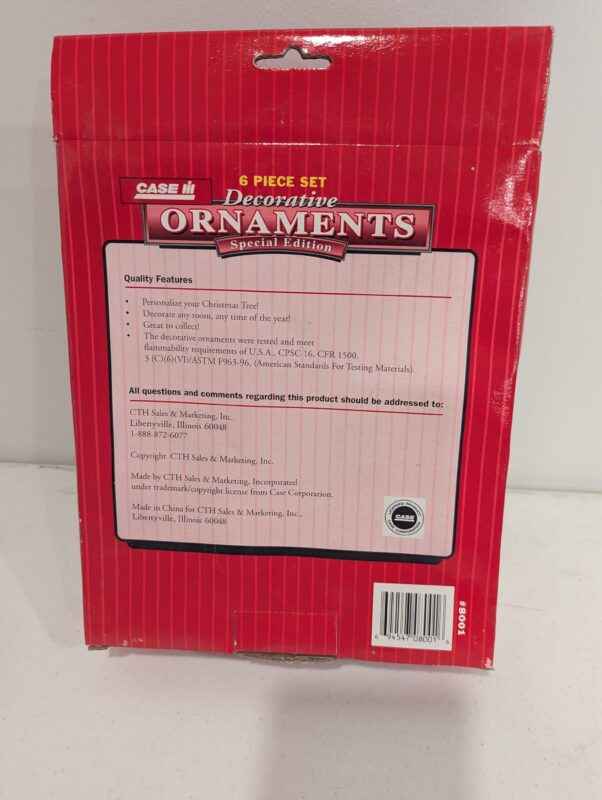 6 PIECE SET
CASE IH
Decorative
ORNAMENTS
Special Edition
Quality Features
• Personalize your Christmas Tree!
• Decorate any room, any time of the year!
• Great to collect!
• The decorative ornaments were tested and meet
flammability requirements of U.S.A., CPSC-16, CFR 1500.
3 (C)(6)(VI)/ASTM F963-96, (American Standards For Testing Materials).
All questions and comments regarding this product should be addressed to:
CTH Sales & Marketing, Inc.
Libertyville, Illinois 60048
1-888-872-6077
Copyright CTH Sales & Marketing, Inc.
Made by CTH Sales & Marketing, Incorporated
under trademark/copyright license from Case Corporation.
Made in China for CTH Sales & Marketing, Inc.,
Libertyville, Illinois 60048
CASE
#8001
6 94547 08001 6